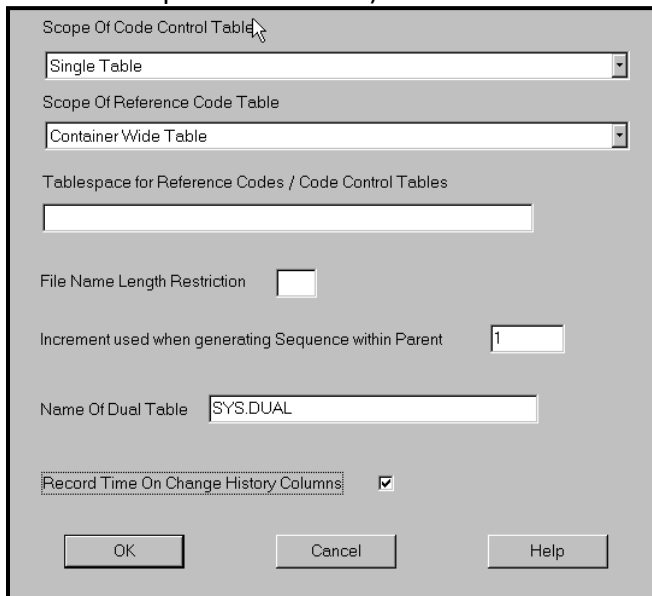 Scope Of Code Control Table
Single Table
Scope Of Reference Code Table
Container Wide Table
Tablespace for Reference Codes / Code Control Tables
File Name Length Restriction
Increment used when generating Sequence within Parent 1
Name Of Dual Table SYS.DUAL
Record Time On Change History Columns
OK Cancel Help